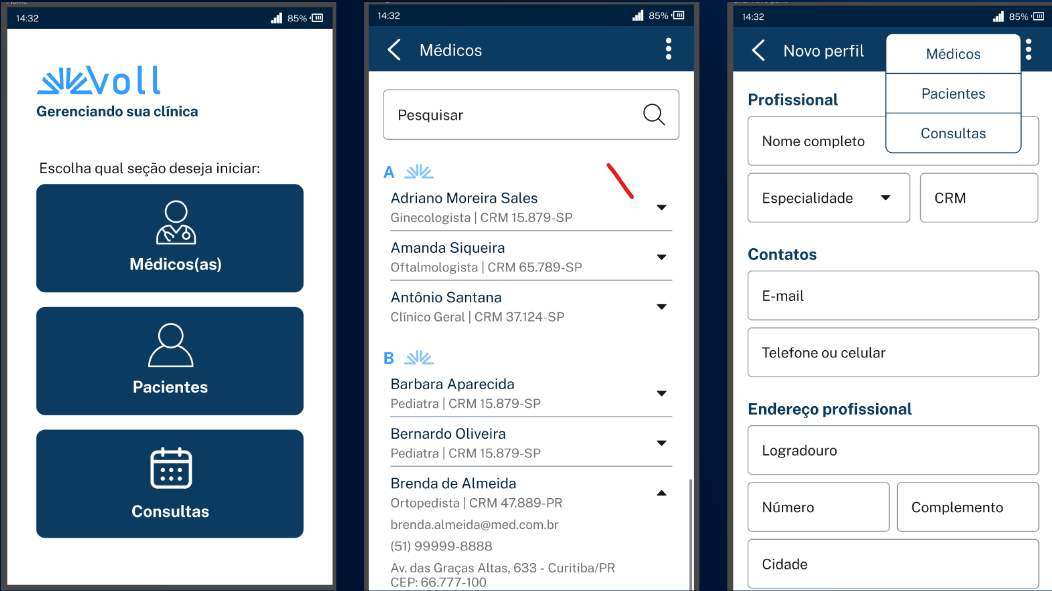 14:32
85%
Voll
Gerenciando sua clínica
Escolha qual seção deseja iniciar:
Médicos(as)
Pacientes
Consultas
14:32
85%
Médicos
Pesquisar
A
Adriano Moreira Sales
Ginecologista | CRM 15.879-SP
Amanda Siqueira
Oftalmologista | CRM 65.789-SP
Antônio Santana
Clínico Geral | CRM 37.124-SP
B
Barbara Aparecida
Pediatra | CRM 15.879-SP
Bernardo Oliveira
Pediatra | CRM 15.879-SP
Brenda de Almeida
Ortopedista | CRM 47.889-PR
brenda.almeida@med.com.br
(51) 99999-8888
Av. das Graças Altas, 633 - Curitiba/PR
CEP: 66.777-100
14:32
85%
Novo perfil
Médicos
Pacientes
Consultas
Profissional
Nome completo
Especialidade
CRM
Contatos
E-mail
Telefone ou celular
Endereço profissional
Logradouro
Número
Complemento
Cidade